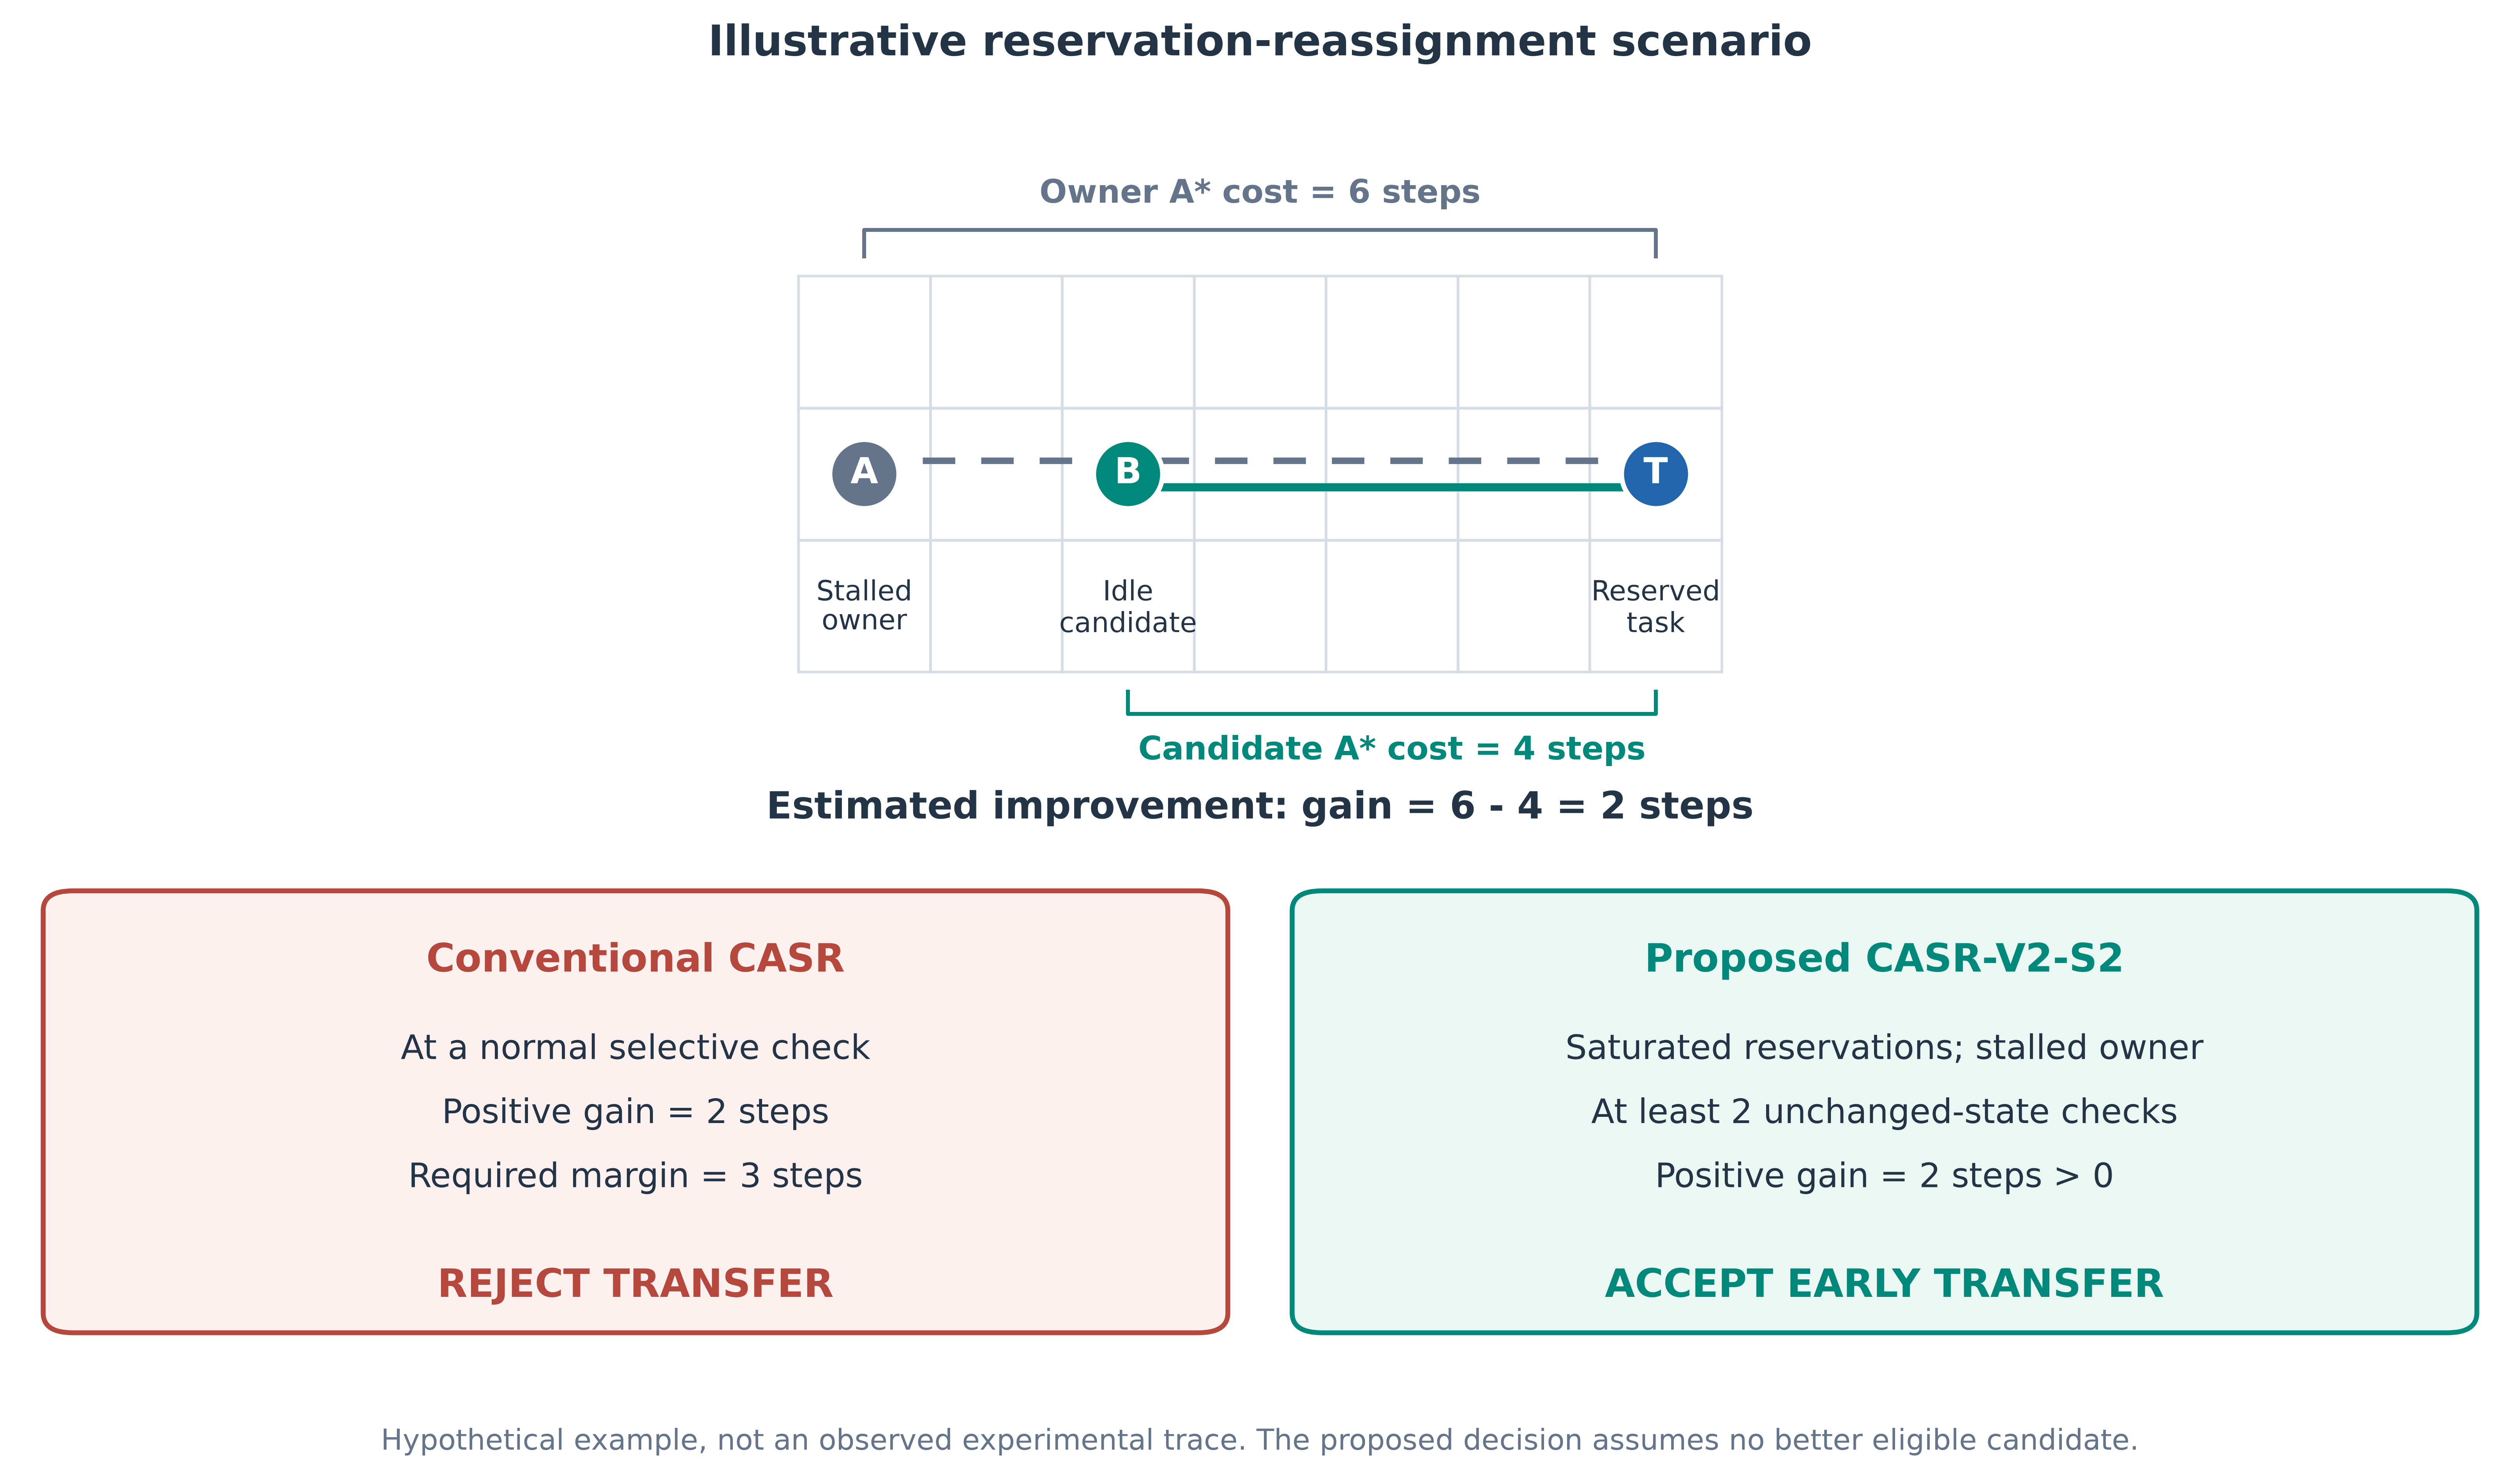 Illustrative reservation-reassignment scenario
Owner A* cost = 6 steps
A
B
T
Stalled
owner
Idle
candidate
Reserved
task
Candidate A* cost = 4 steps
Estimated improvement: gain = 6 - 4 = 2 steps
Conventional CASR
At a normal selective check
Positive gain = 2 steps
Required margin = 3 steps
REJECT TRANSFER
Proposed CASR-V2-S2
Saturated reservations; stalled owner
At least 2 unchanged-state checks
Positive gain = 2 steps > 0
ACCEPT EARLY TRANSFER
Hypothetical example, not an observed experimental trace. The proposed decision assumes no better eligible candidate.